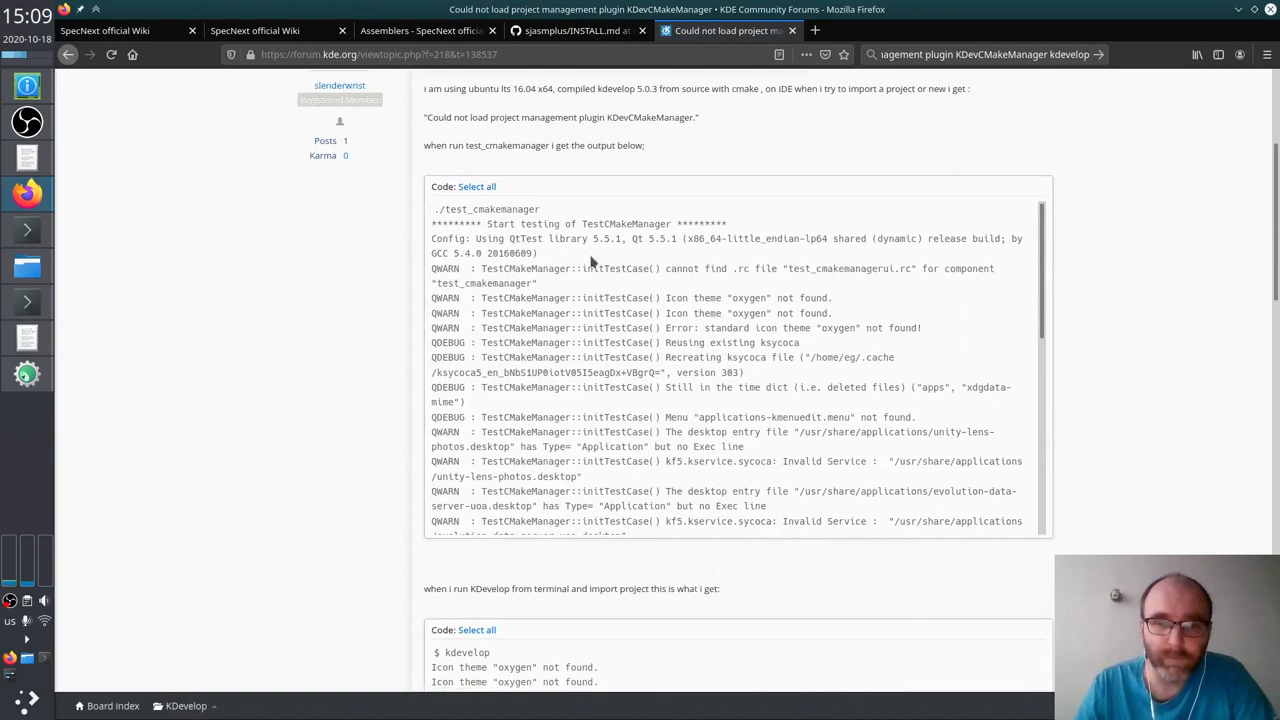 15:09
2020-10-18
Could not load project management plugin KDevCMakeManager • KDE Community Forums - Mozilla Firefox
SpecNext official Wiki
SpecNext official Wiki
Assemblers - SpecNext offici
sjasmplus/INSTALL.md at
Could not load project ma
https://forum.kde.org/viewtopic.php?f=218&t=138537
agement plugin KDevCMakeManager kdevelop
slenderwrist
Registered Member
Posts 1
Karma 0
i am using ubuntu lts 16.04 x64, compiled kdevelop 5.0.3 from source with cmake , on IDE when i try to import a project or new i get :
"Could not load project management plugin KDevCMakeManager."
when run test_cmakemanager i get the output below;
Code: Select all
./test_cmakemanager
********* Start testing of TestCMakeManager *********
Config: Using QtTest library 5.5.1, Qt 5.5.1 (x86_64-little_endian-lp64 shared (dynamic) release build; by
GCC 5.4.0 20160609)
QWARN  : TestCMakeManager::initTestCase() cannot find .rc file "test_cmakemanagerui.rc" for component
"test_cmakemanager"
QWARN  : TestCMakeManager::initTestCase() Icon theme "oxygen" not found.
QWARN  : TestCMakeManager::initTestCase() Icon theme "oxygen" not found.
QWARN  : TestCMakeManager::initTestCase() Error: standard icon theme "oxygen" not found!
QDEBUG : TestCMakeManager::initTestCase() Reusing existing ksycoca
QDEBUG : TestCMakeManager::initTestCase() Recreating ksycoca file ("/home/eg/.cache
/ksycoca5_en_bNbS1UP0iotV05I5eagDx+VBgrQ=", version 303)
QDEBUG : TestCMakeManager::initTestCase() Still in the time dict (i.e. deleted files) ("apps", "xdgdata-
mime")
QDEBUG : TestCMakeManager::initTestCase() Menu "applications-kmenuedit.menu" not found.
QWARN  : TestCMakeManager::initTestCase() The desktop entry file "/usr/share/applications/unity-lens-
photos.desktop" has Type= "Application" but no Exec line
QWARN  : TestCMakeManager::initTestCase() kf5.kservice.sycoca: Invalid Service :  "/usr/share/applications
/unity-lens-photos.desktop"
QWARN  : TestCMakeManager::initTestCase() The desktop entry file "/usr/share/applications/evolution-data-
server-uoa.desktop" has Type= "Application" but no Exec line
QWARN  : TestCMakeManager::initTestCase() kf5.kservice.sycoca: Invalid Service :  "/usr/share/applications
when i run KDevelop from terminal and import project this is what i get:
Code: Select all
$ kdevelop
Icon theme "oxygen" not found.
Icon theme "oxygen" not found.
us
Board index
KDevelop